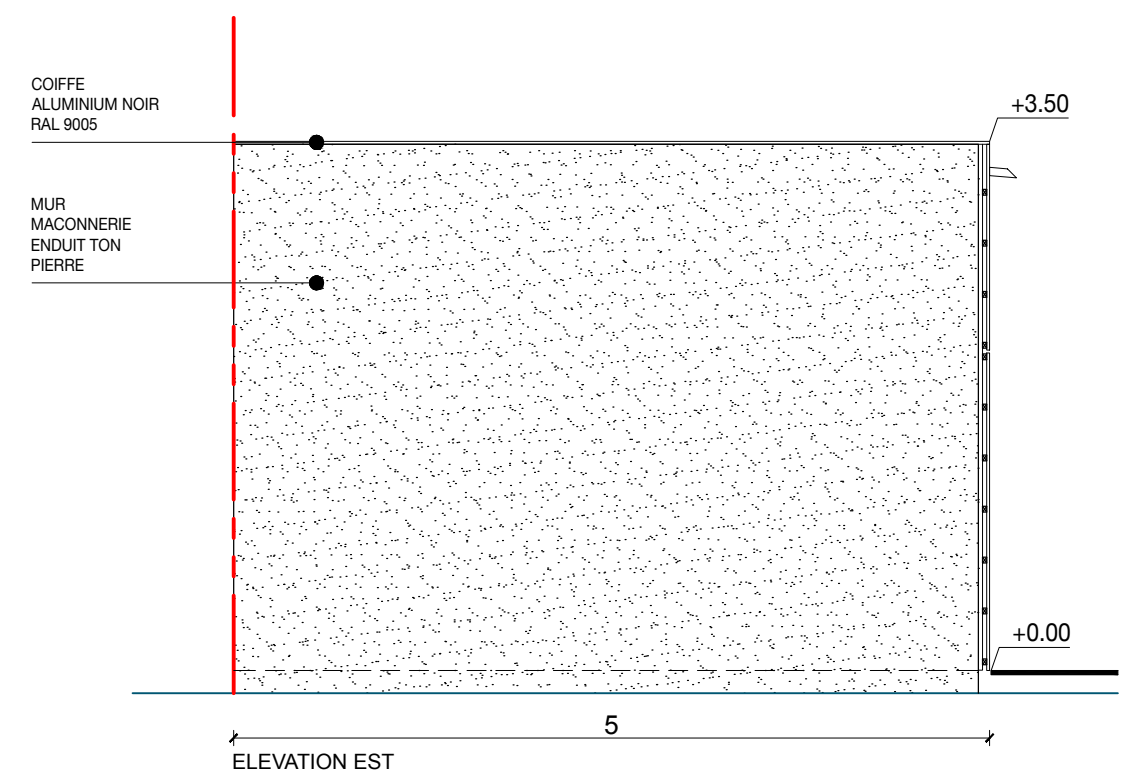 COIFFE
ALUMINIUM NOIR
RAL 9005
+3.50
MUR
MACONNERIE
ENDUIT TON
PIERRE
+0.00
5
ELEVATION EST